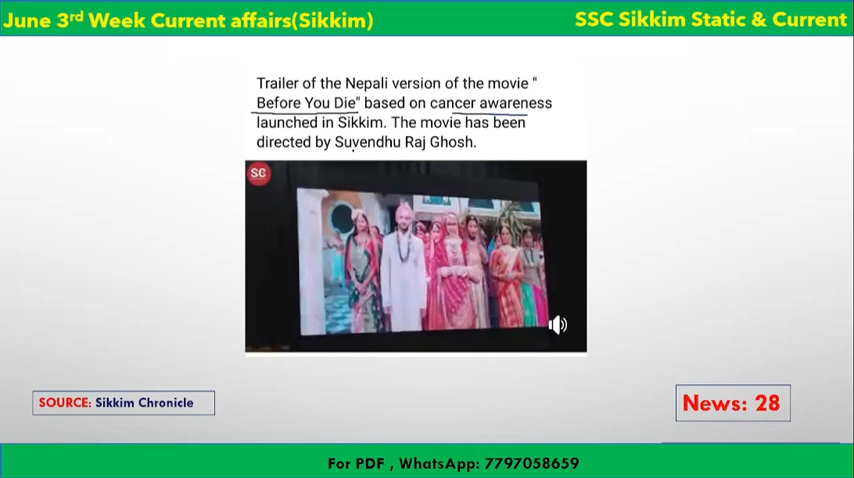 June 3rd Week Current affairs(Sikkim)
SSC Sikkim Static & Current
Trailer of the Nepali version of the movie "
Before You Die" based on cancer awareness
launched in Sikkim. The movie has been
directed by Suvendhu Raj Ghosh.
SC
SOURCE: Sikkim Chronicle
News: 28
For PDF , WhatsApp: 7797058659